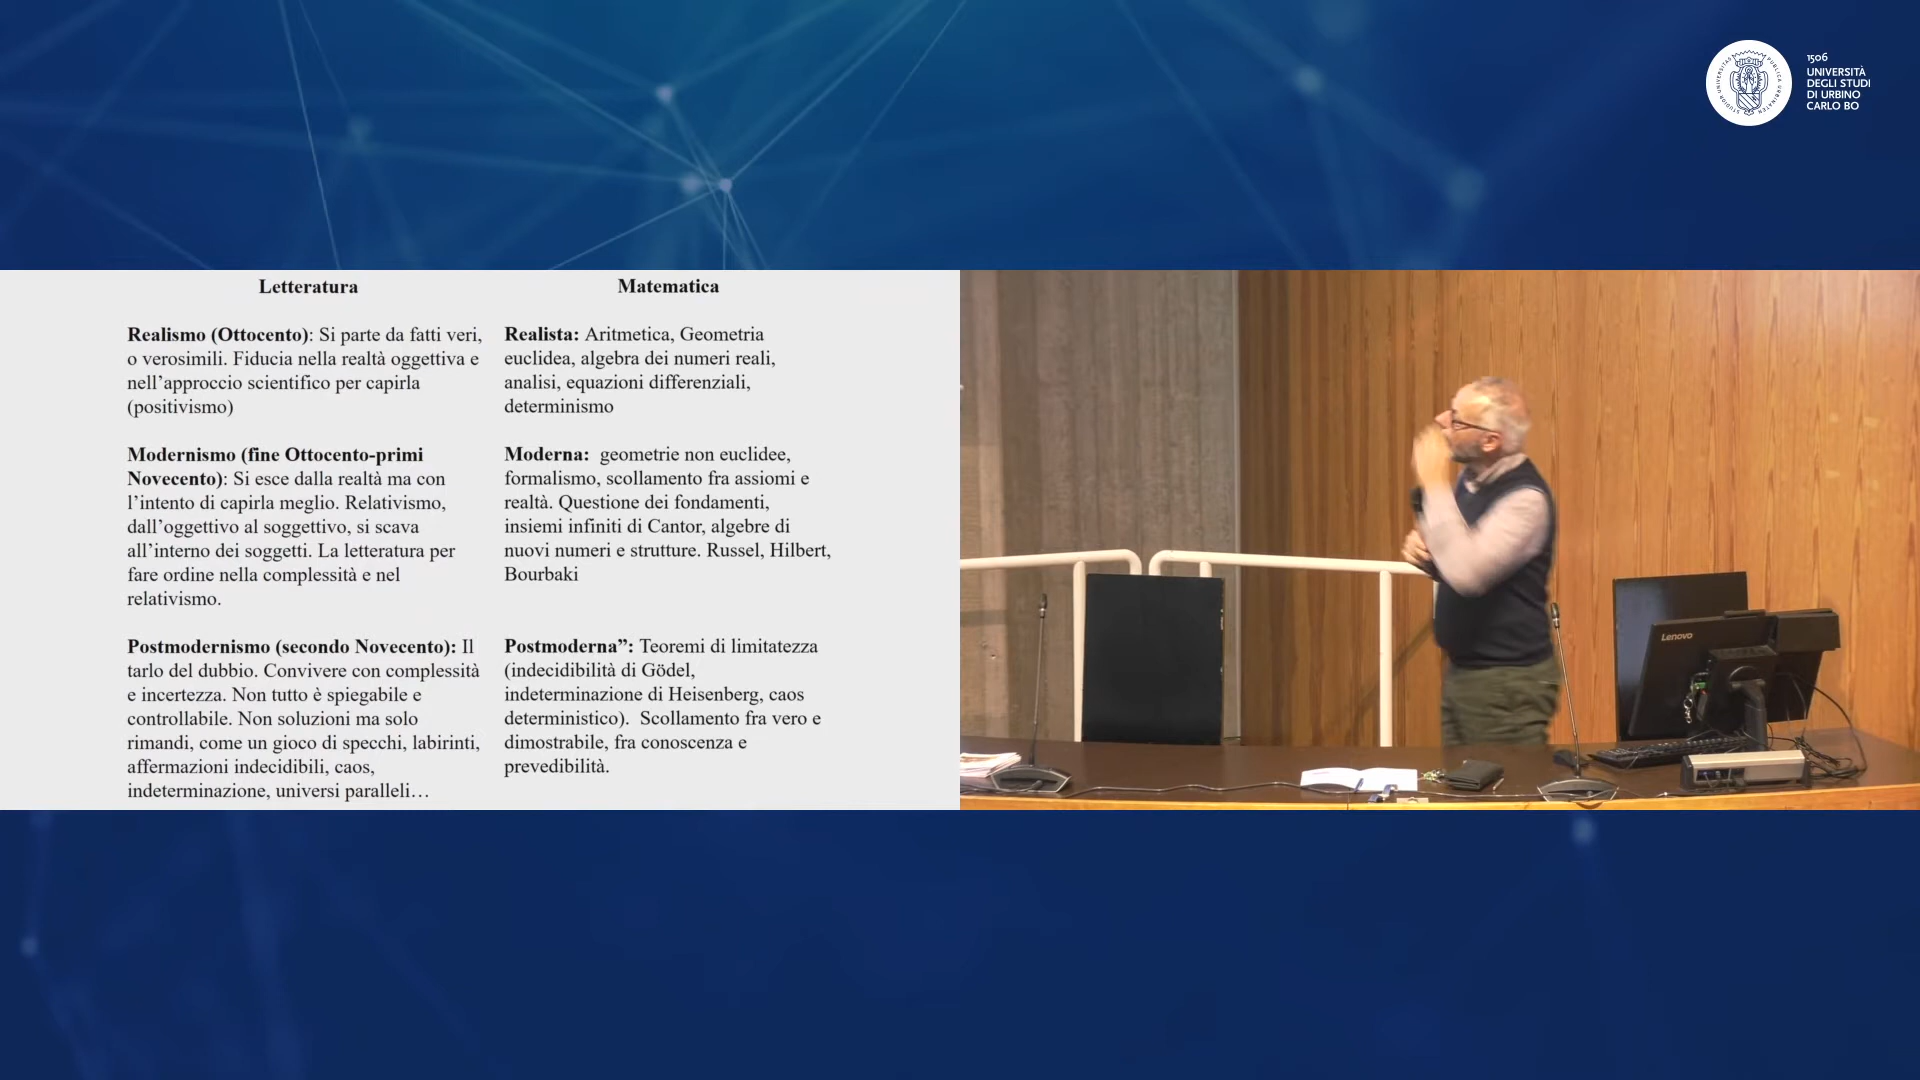 1506
UNIVERSITÀ
DEGLI STUDI
DI URBINO
CARLO BO
Letteratura
Realismo (Ottocento): Si parte da fatti veri,
o verosimili. Fiducia nella realtà oggettiva e
nell’approccio scientifico per capirla
(positivismo)
Modernismo (fine Ottocento-primi
Novecento): Si esce dalla realtà ma con
l’intento di capirla meglio. Relativismo,
dall’oggettivo al soggettivo, si scava
all’interno dei soggetti. La letteratura per
fare ordine nella complessità e nel
relativismo.
Postmodernismo (secondo Novecento): Il
tarlo del dubbio. Convivere con complessità
e incertezza. Non tutto è spiegabile e
controllabile. Non soluzioni ma solo
rimandi, come un gioco di specchi, labirinti,
affermazioni indecidibili, caos,
indeterminazione, universi paralleli…
Matematica
Realista: Aritmetica, Geometria
euclidea, algebra dei numeri reali,
analisi, equazioni differenziali,
determinismo
Moderna:  geometrie non euclidee,
formalismo, scollamento fra assiomi e
realtà. Questione dei fondamenti,
insiemi infiniti di Cantor, algebre di
nuovi numeri e strutture. Russel, Hilbert,
Bourbaki
Postmoderna”: Teoremi di limitatezza
(indecidibilità di Gödel,
indeterminazione di Heisenberg, caos
deterministico).  Scollamento fra vero e
dimostrabile, fra conoscenza e
prevedibilità.
Lenovo